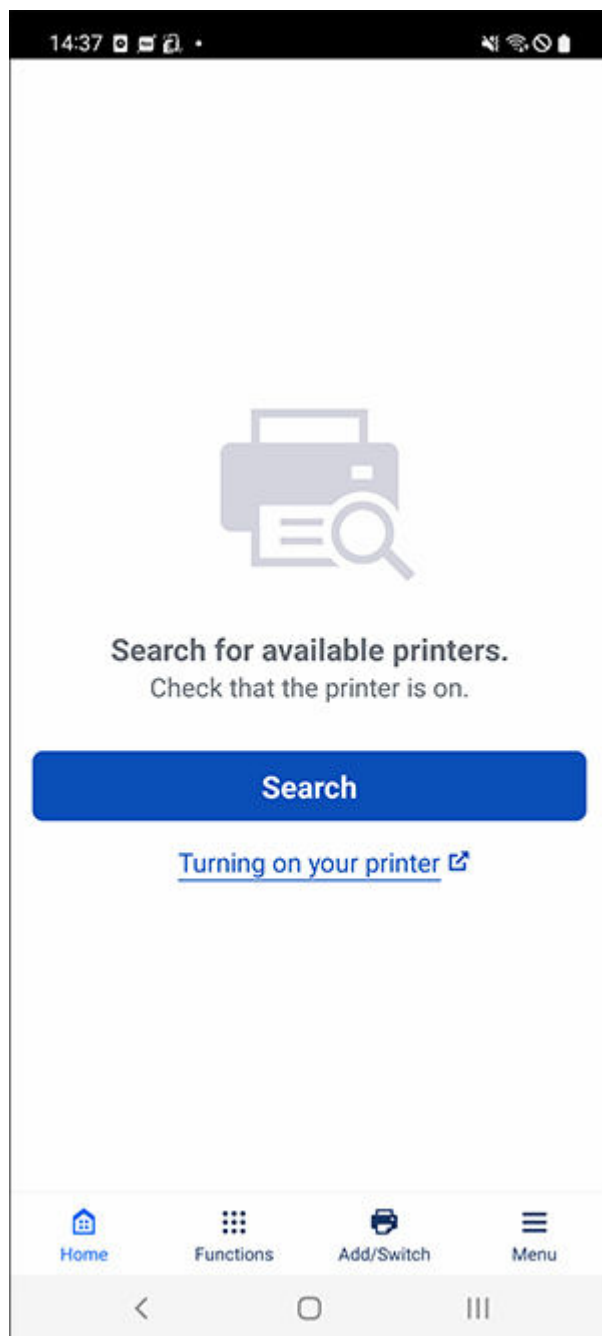 14:37
Search for available printers.
Check that the printer is on.
Search
Turning on your printer
Home Functions Add/Switch Menu